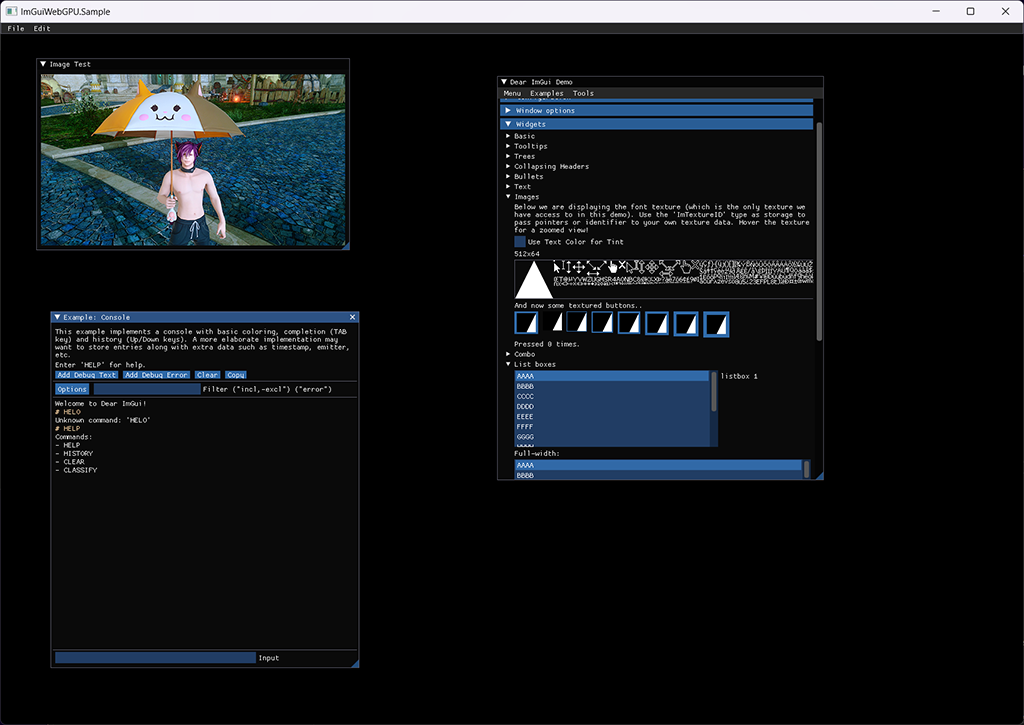 ImGuiWebGPU.Sample
File Edit
Image Test
Dear ImGui Demo
Menu Examples Tools
Window options
Widgets
Basic
Tooltips
Trees
Collapsing Headers
Bullets
Text
Images
Below we are displaying the font texture (which is the only texture we
have access to in this demo). Use the 'ImTextureID' type as storage to
pass pointers or identifier to your own texture data. Hover the texture
for a zoomed view!
Use Text Color for Tint
512x64
And now some textured buttons..
Pressed 0 times.
Combo
List boxes
AAAA
BBBB
CCCC
DDDD
EEEE
FFFF
GGGG
listbox 1
Full-width:
AAAA
BBBB
Example: Console
This example implements a console with basic coloring, completion (TAB
key) and history (Up/Down keys). A more elaborate implementation may
want to store entries along with extra data such as timestamp, emitter,
etc.
Enter 'HELP' for help.
Add Debug Text Add Debug Error Clear Copy
Options Filter ("incl,-excl") ("error")
Welcome to Dear ImGui!
# HELO
Unknown command: 'HELO'
# HELP
Commands:
- HELP
- HISTORY
- CLEAR
- CLASSIFY
Input